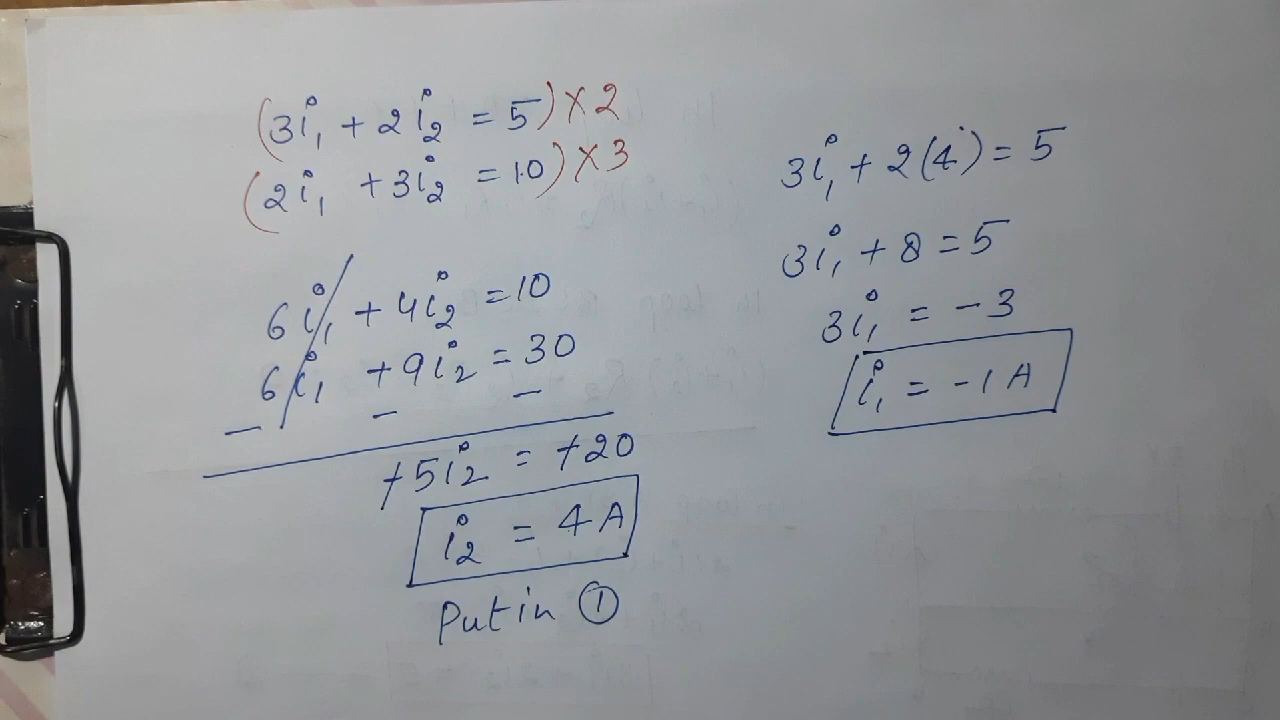 (3i₁ + 2i₂ = 5) × 2
(2i₁ + 3i₂ = 10) × 3
6i₁ + 4i₂ = 10
6i₁ + 9i₂ = 30
− − −
+5i₂ = +20
i₂ = 4A
Put in ①
3i₁ + 2(4) = 5
3i₁ + 8 = 5
3i₁ = −3
i₁ = −1A